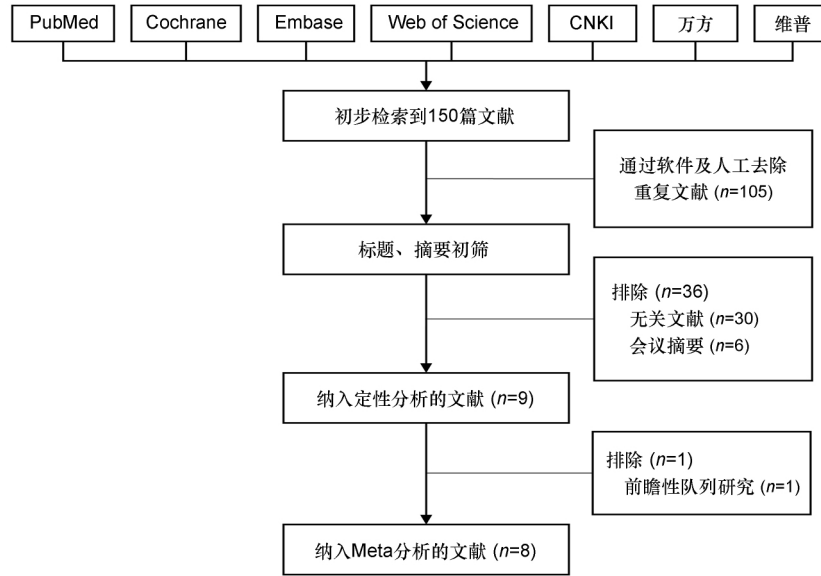 PubMed
Cochrane
Embase
Web of Science
CNKI
万方
维普
初步检索到150篇文献
通过软件及人工去除
重复文献 (n=105)
标题、摘要初筛
排除 (n=36)
无关文献 (n=30)
会议摘要 (n=6)
纳入定性分析的文献 (n=9)
排除 (n=1)
前瞻性队列研究 (n=1)
纳入Meta分析的文献 (n=8)